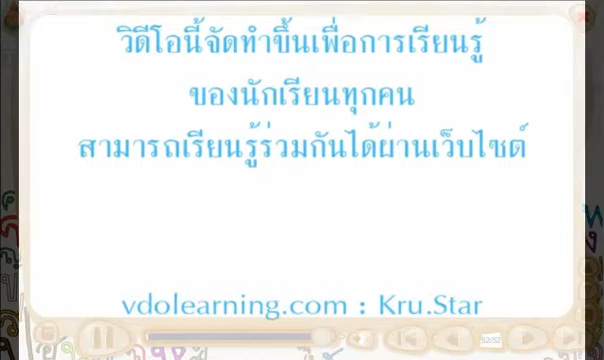 วิดีโอนี้จัดทำขึ้นเพื่อการเรียนรู้
ของนักเรียนทุกคน
สามารถเรียนรู้ร่วมกันได้ผ่านเว็บไซต์
vdolearning.com : Kru.Star
52/52